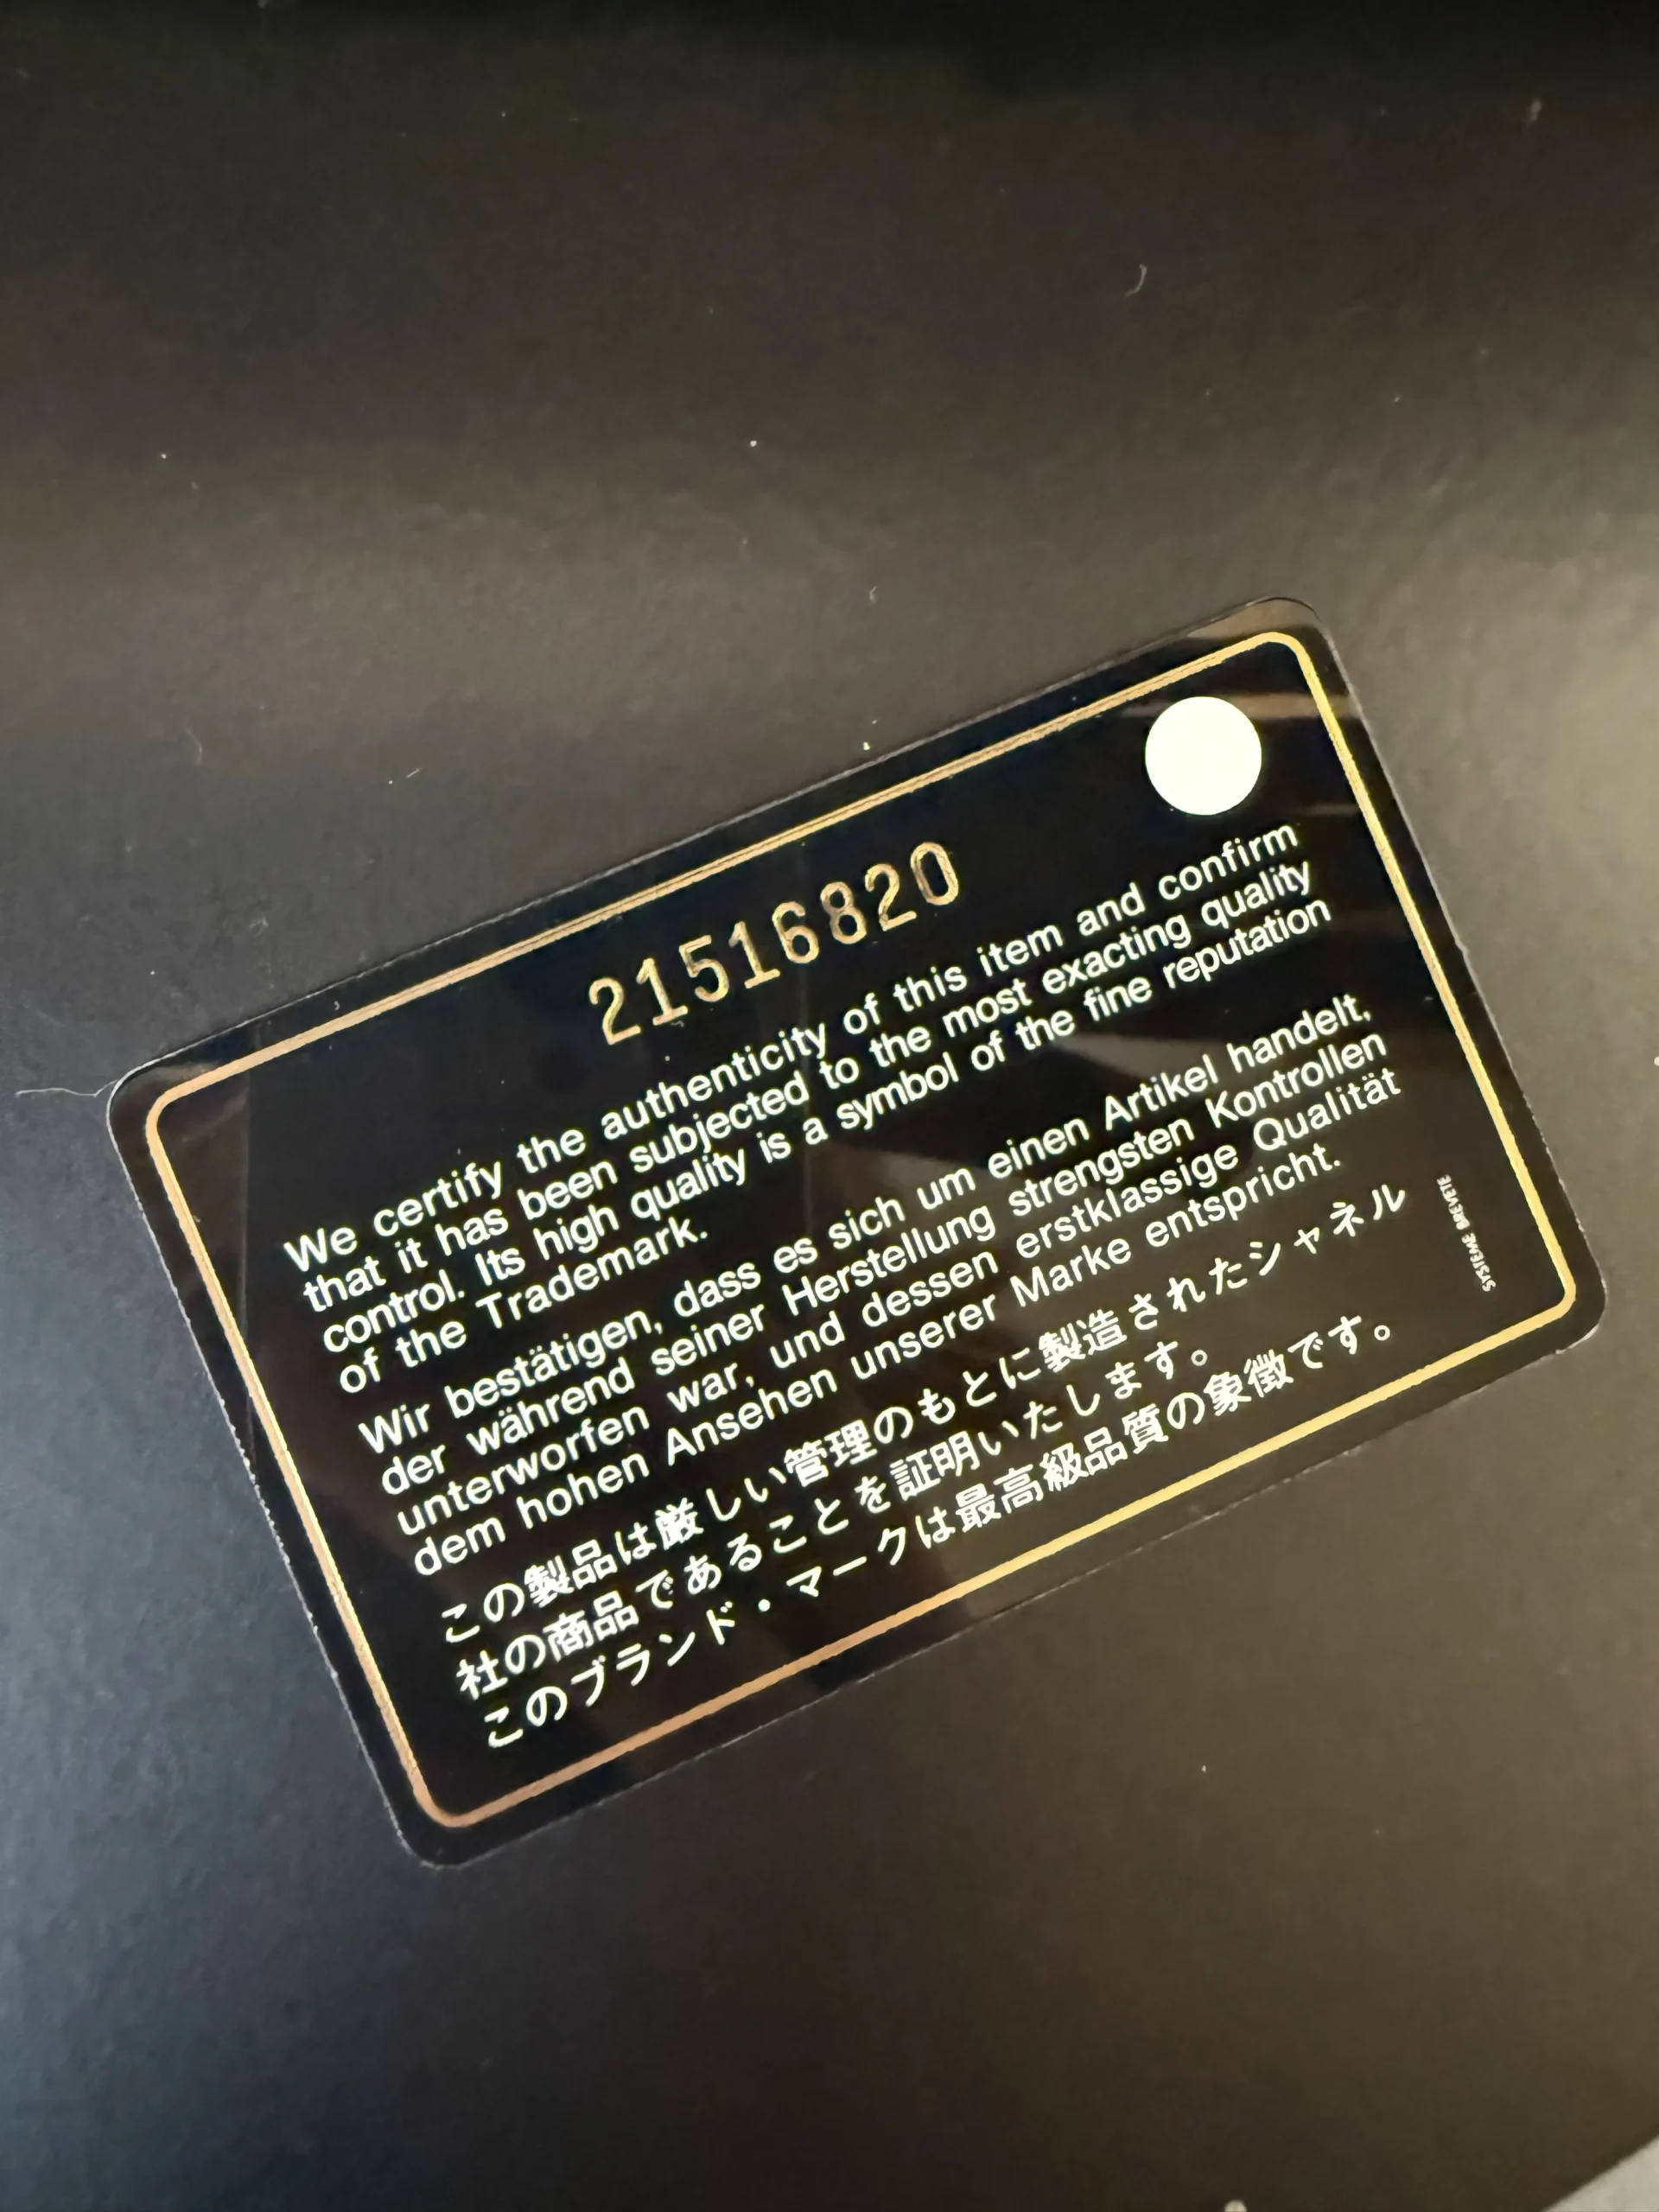 21516820
We certify the authenticity of this item and confirm
that it has been subjected to the most exacting quality
control. Its high quality is a symbol of the fine reputation
of the Trademark.
Wir bestätigen, dass es sich um einen Artikel handelt,
der während seiner Herstellung strengsten Kontrollen
unterworfen war, und dessen erstklassige Qualität
dem hohen Ansehen unserer Marke entspricht.
この製品は厳しい管理のもとに製造されたシャネル
社の商品であることを証明いたします。
このブランド・マークは最高級品質の象徴です。
SYSTEME BREVETE